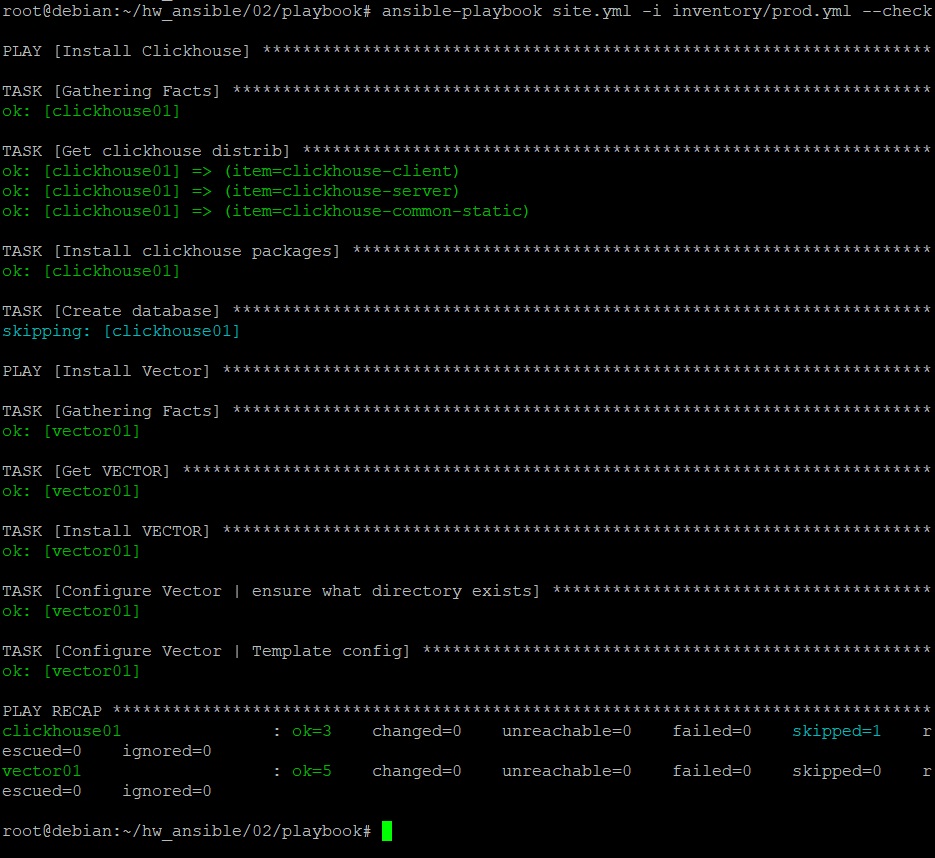 root@debian:~/hw_ansible/02/playbook# ansible-playbook site.yml -i inventory/prod.yml --check
PLAY [Install Clickhouse] *******************************************************************
TASK [Gathering Facts] **********************************************************************
ok: [clickhouse01]
TASK [Get clickhouse distrib] ***************************************************************
ok: [clickhouse01] => (item=clickhouse-client)
ok: [clickhouse01] => (item=clickhouse-server)
ok: [clickhouse01] => (item=clickhouse-common-static)
TASK [Install clickhouse packages] **********************************************************
ok: [clickhouse01]
TASK [Create database] **********************************************************************
skipping: [clickhouse01]
PLAY [Install Vector] ***********************************************************************
TASK [Gathering Facts] **********************************************************************
ok: [vector01]
TASK [Get VECTOR] ***************************************************************************
ok: [vector01]
TASK [Install VECTOR] ***********************************************************************
ok: [vector01]
TASK [Configure Vector | ensure what directory exists] **************************************
ok: [vector01]
TASK [Configure Vector | Template config] ***************************************************
ok: [vector01]
PLAY RECAP **********************************************************************************
clickhouse01               : ok=3    changed=0    unreachable=0    failed=0    skipped=1    r
escued=0    ignored=0
vector01                   : ok=5    changed=0    unreachable=0    failed=0    skipped=0    r
escued=0    ignored=0
root@debian:~/hw_ansible/02/playbook#